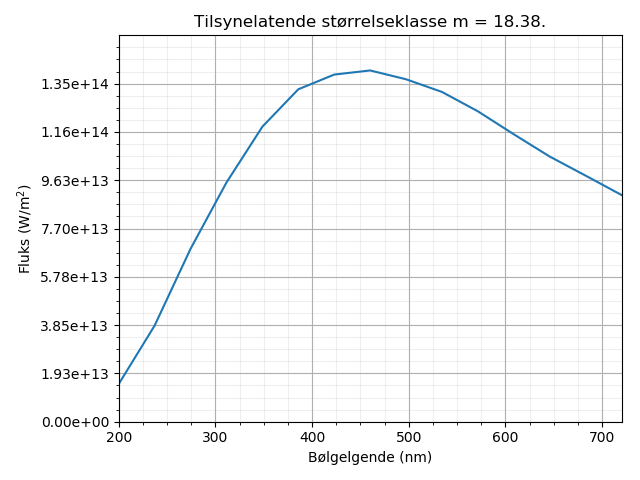 Tilsynelatende størrelseklasse m = 18.38.
1.35e+14
1.16e+14
9.63e+13
7.70e+13
5.78e+13
3.85e+13
1.93e+13
0.00e+00
Fluks (W/m²)
200 300 400 500 600 700
Bølgelgende (nm)